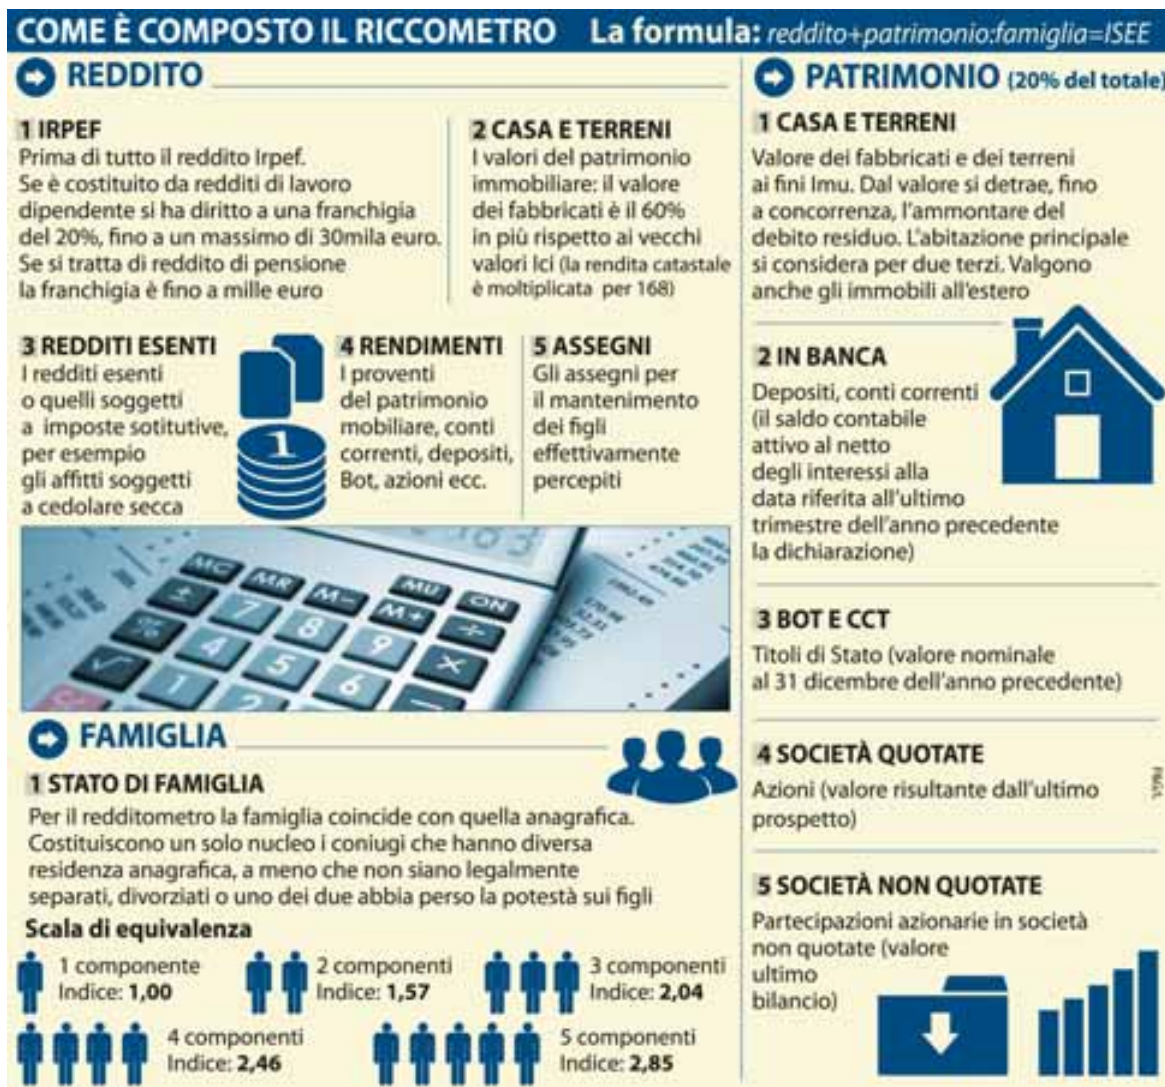 COME È COMPOSTO IL RICCOMETRO La formula: reddito+patrimonio:famiglia=ISEE
REDDITO
1 IRPEF
Prima di tutto il reddito Irpef.
Se è costituito da redditi di lavoro
dipendente si ha diritto a una franchigia
del 20%, fino a un massimo di 30mila euro.
Se si tratta di reddito di pensione
la franchigia è fino a mille euro
2 CASA E TERRENI
I valori del patrimonio
immobiliare: il valore
dei fabbricati è il 60%
in più rispetto ai vecchi
valori Ici (la rendita catastale
è moltiplicata per 168)
3 REDDITI ESENTI
I redditi esenti
o quelli soggetti
a imposte sotitutive,
per esempio
gli affitti soggetti
a cedolare secca
1
4 RENDIMENTI
I proventi
del patrimonio
mobiliare, conti
correnti, depositi,
Bot, azioni ecc.
5 ASSEGNI
Gli assegni per
il mantenimento
dei figli
effettivamente
percepiti
MC MR M- MU ON
± 7 8 9 M+ ÷
% 4 5 6 ×
√ 1 2
FAMIGLIA
1 STATO DI FAMIGLIA
Per il redditometro la famiglia coincide con quella anagrafica.
Costituiscono un solo nucleo i coniugi che hanno diversa
residenza anagrafica, a meno che non siano legalmente
separati, divorziati o uno dei due abbia perso la potestà sui figli
Scala di equivalenza
1 componente
Indice: 1,00
2 componenti
Indice: 1,57
3 componenti
Indice: 2,04
4 componenti
Indice: 2,46
5 componenti
Indice: 2,85
PATRIMONIO (20% del totale)
1 CASA E TERRENI
Valore dei fabbricati e dei terreni
ai fini Imu. Dal valore si detrae, fino
a concorrenza, l'ammontare del
debito residuo. L'abitazione principale
si considera per due terzi. Valgono
anche gli immobili all'estero
2 IN BANCA
Depositi, conti correnti
(il saldo contabile
attivo al netto
degli interessi alla
data riferita all'ultimo
trimestre dell'anno precedente
la dichiarazione)
3 BOT E CCT
Titoli di Stato (valore nominale
al 31 dicembre dell'anno precedente)
4 SOCIETÀ QUOTATE
Azioni (valore risultante dall'ultimo
prospetto)
5 SOCIETÀ NON QUOTATE
Partecipazioni azionarie in società
non quotate (valore
ultimo
bilancio)